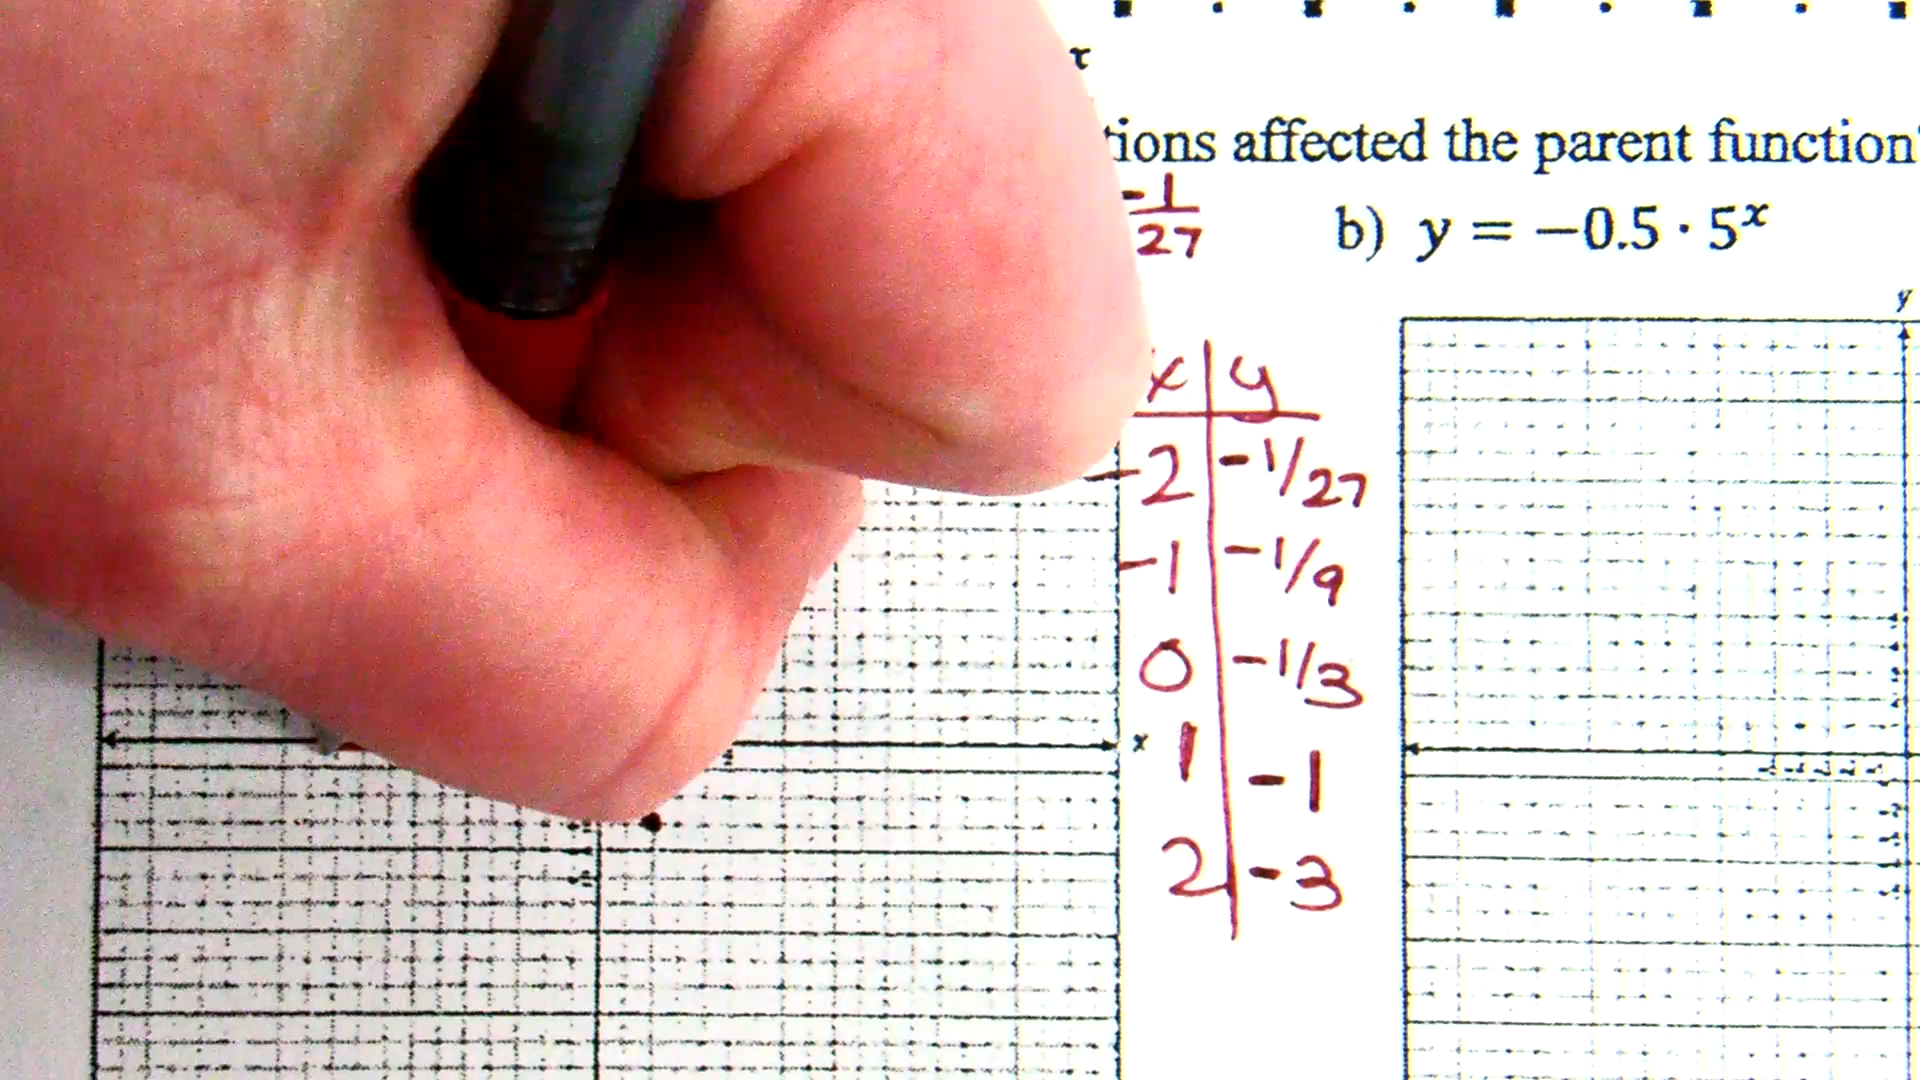 x
tions affected the parent function
-1
27
b) y = −0.5 · 5ˣ
y
x y
-2 -1/27
-1 -1/9
0 -1/3
x
1 -1
2 -3